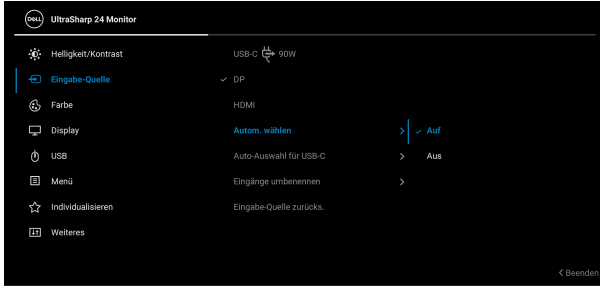 DELL UltraSharp 24 Monitor
Helligkeit/Kontrast USB-C 90W
Eingabe-Quelle DP
Farbe HDMI
Display Autom. wählen Auf
USB Auto-Auswahl für USB-C Aus
Menü Eingänge umbenennen
Individualisieren Eingabe-Quelle zurücks.
Weiteres
Beenden